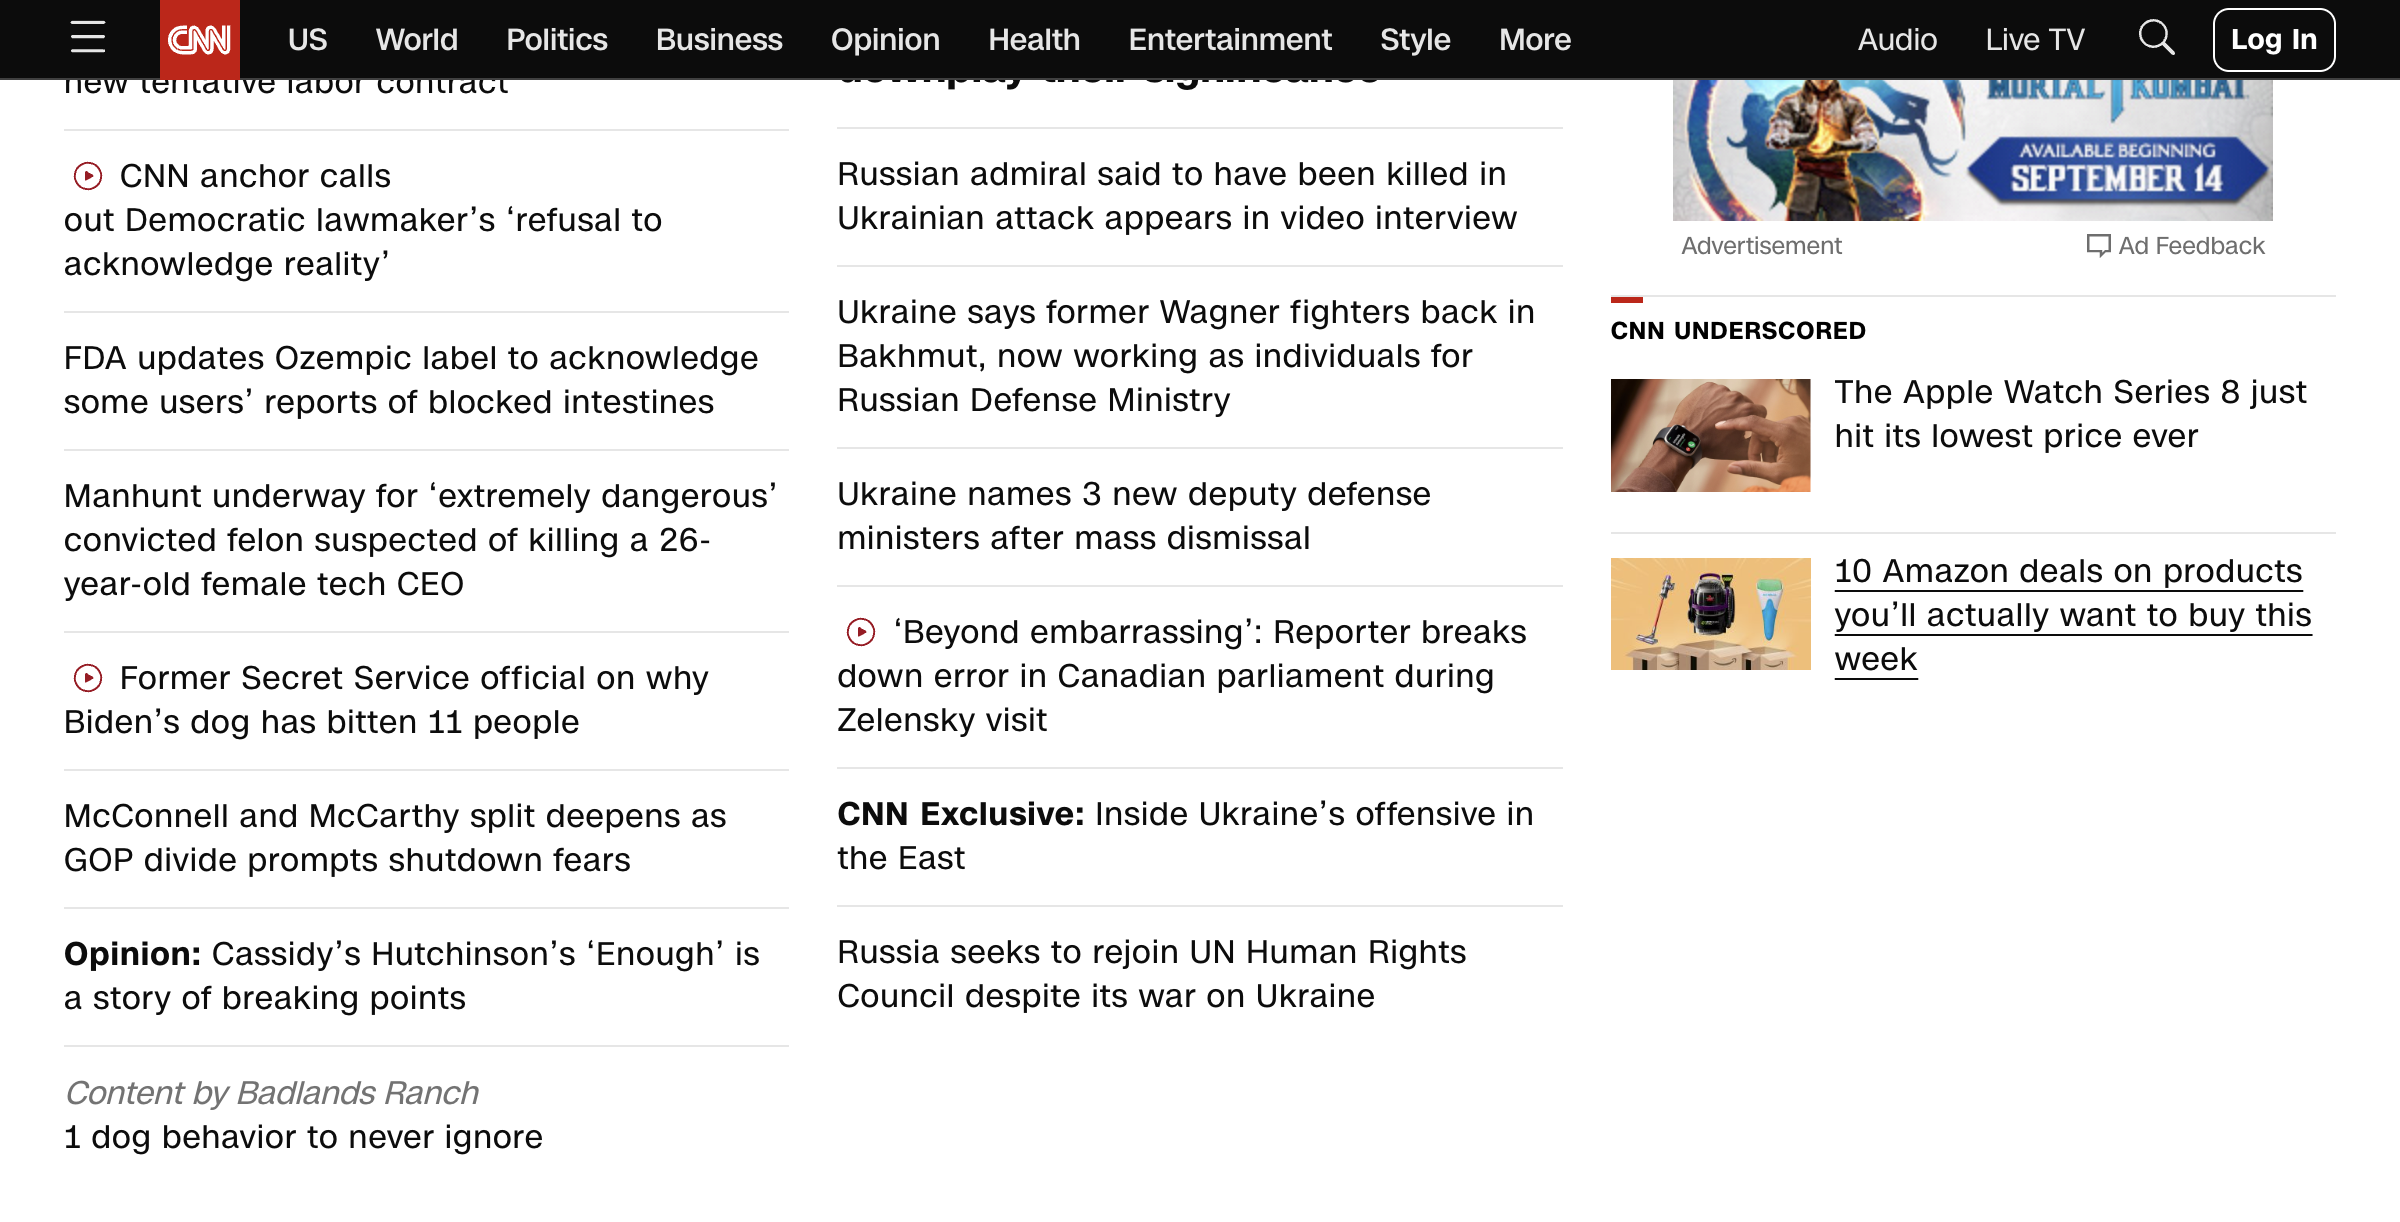 CNN
US
World
Politics
Business
Opinion
Health
Entertainment
Style
More
Audio
Live TV
Log In
new tentative labor contract
CNN anchor calls
out Democratic lawmaker’s ‘refusal to
acknowledge reality’
FDA updates Ozempic label to acknowledge
some users’ reports of blocked intestines
Manhunt underway for ‘extremely dangerous’
convicted felon suspected of killing a 26-
year-old female tech CEO
Former Secret Service official on why
Biden’s dog has bitten 11 people
McConnell and McCarthy split deepens as
GOP divide prompts shutdown fears
Opinion: Cassidy’s Hutchinson’s ‘Enough’ is
a story of breaking points
Content by Badlands Ranch
1 dog behavior to never ignore
downplay their significance
Russian admiral said to have been killed in
Ukrainian attack appears in video interview
Ukraine says former Wagner fighters back in
Bakhmut, now working as individuals for
Russian Defense Ministry
Ukraine names 3 new deputy defense
ministers after mass dismissal
‘Beyond embarrassing’: Reporter breaks
down error in Canadian parliament during
Zelensky visit
CNN Exclusive: Inside Ukraine’s offensive in
the East
Russia seeks to rejoin UN Human Rights
Council despite its war on Ukraine
MORTAL KOMBAT
AVAILABLE BEGINNING
SEPTEMBER 14
Advertisement
Ad Feedback
CNN UNDERSCORED
The Apple Watch Series 8 just
hit its lowest price ever
10 Amazon deals on products
you’ll actually want to buy this
week